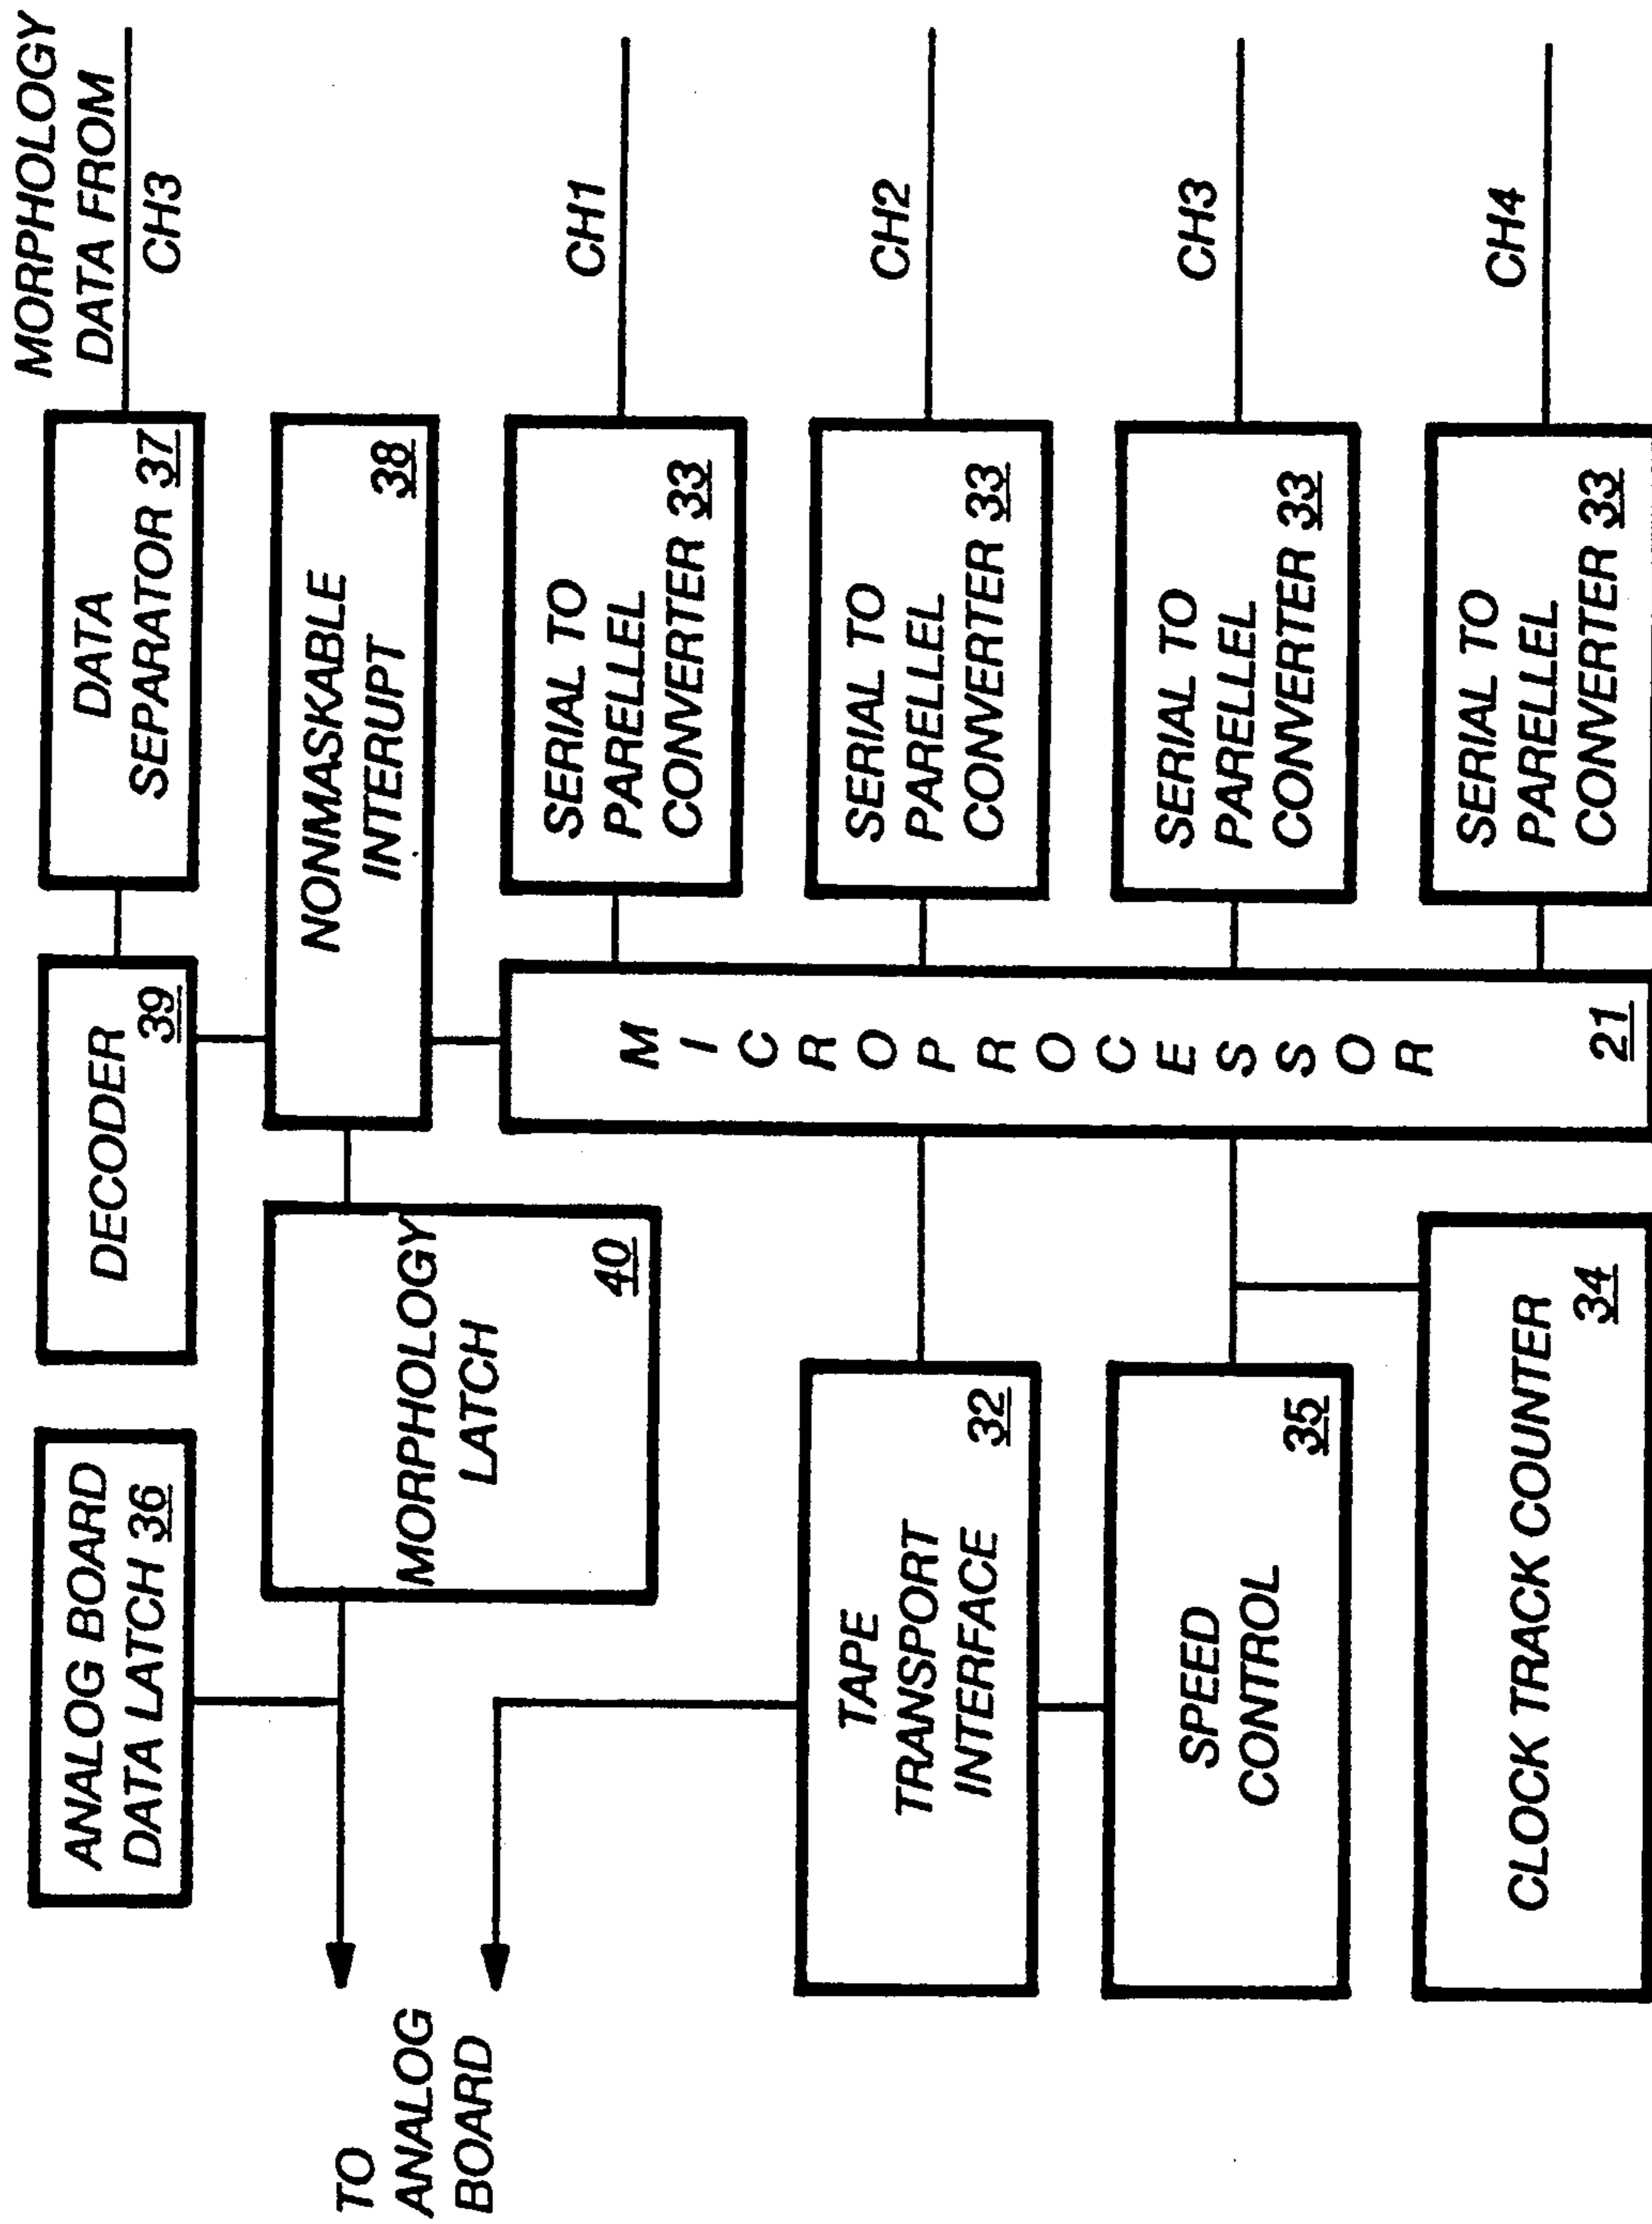 MORPHOLOGY
DATA FROM
CH3
DATA
SEPARATOR 37
DECODER
39
ANALOG BOARD
DATA LATCH 36
NONMASKABLE
INTERUPT
38
MORPHOLOGY
LATCH
40
TO
ANALOG
BOARD
CH1
SERIAL TO
PARELLEL
CONVERTER 33
CH2
SERIAL TO
PARELLEL
CONVERTER 33
CH3
SERIAL TO
PARELLEL
CONVERTER 33
CH4
SERIAL TO
PARELLEL
CONVERTER 33
MICROPROCESSOR
21
TAPE
TRANSPORT
INTERFACE
32
SPEED
CONTROL
35
CLOCK TRACK COUNTER
34